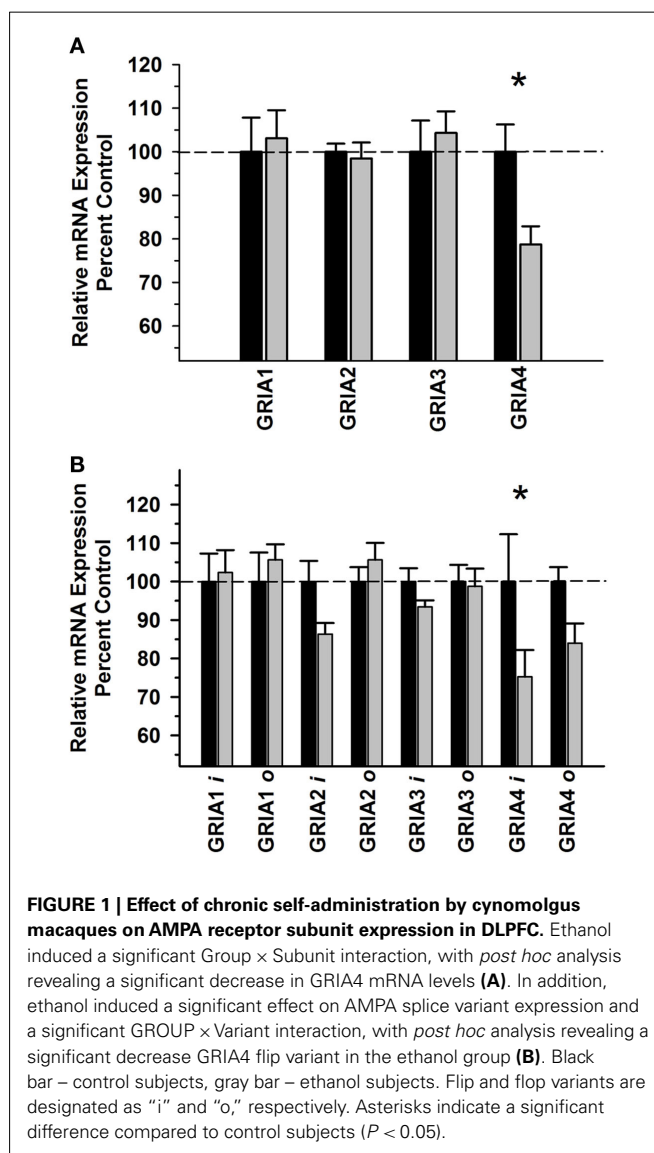 A
Relative mRNA Expression
Percent Control
120
110
100
90
80
70
60
*
GRIA1
GRIA2
GRIA3
GRIA4
B
Relative mRNA Expression
Percent Control
120
110
100
90
80
70
60
*
GRIA1 i
GRIA1 o
GRIA2 i
GRIA2 o
GRIA3 i
GRIA3 o
GRIA4 i
GRIA4 o
FIGURE 1 | Effect of chronic self-administration by cynomolgus
macaques on AMPA receptor subunit expression in DLPFC. Ethanol
induced a significant Group × Subunit interaction, with post hoc analysis
revealing a significant decrease in GRIA4 mRNA levels (A). In addition,
ethanol induced a significant effect on AMPA splice variant expression and
a significant GROUP × Variant interaction, with post hoc analysis revealing a
significant decrease GRIA4 flip variant in the ethanol group (B). Black
bar – control subjects, gray bar – ethanol subjects. Flip and flop variants are
designated as “i” and “o,” respectively. Asterisks indicate a significant
difference compared to control subjects (P < 0.05).